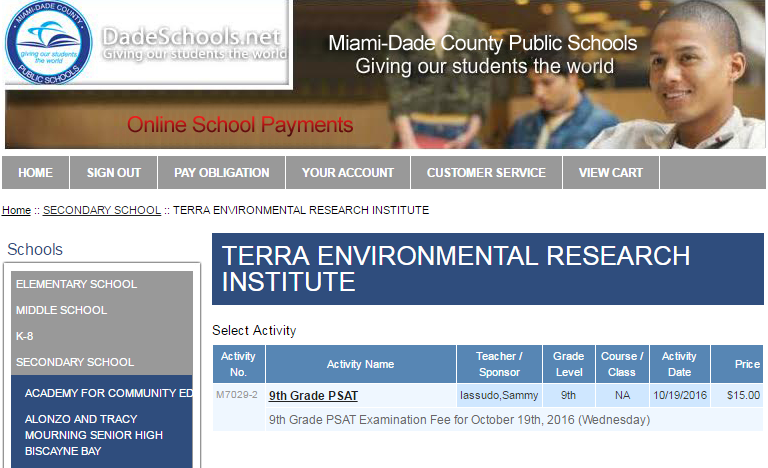 MIAMI-DADE COUNTY
giving our students
the world
PUBLIC SCHOOLS
DadeSchools.net
Giving our students the world
Miami-Dade County Public Schools
Giving our students the world
Online School Payments
HOME SIGN OUT PAY OBLIGATION YOUR ACCOUNT CUSTOMER SERVICE VIEW CART
Home :: SECONDARY SCHOOL :: TERRA ENVIRONMENTAL RESEARCH INSTITUTE
Schools
ELEMENTARY SCHOOL
MIDDLE SCHOOL
K-8
SECONDARY SCHOOL
ACADEMY FOR COMMUNITY ED
ALONZO AND TRACY
MOURNING SENIOR HIGH
BISCAYNE BAY
TERRA ENVIRONMENTAL RESEARCH
INSTITUTE
Select Activity
Activity No. Activity Name Teacher / Sponsor Grade Level Course / Class Activity Date Price
M7029-2 9th Grade PSAT Iassudo,Sammy 9th NA 10/19/2016 $15.00
9th Grade PSAT Examination Fee for October 19th, 2016 (Wednesday)